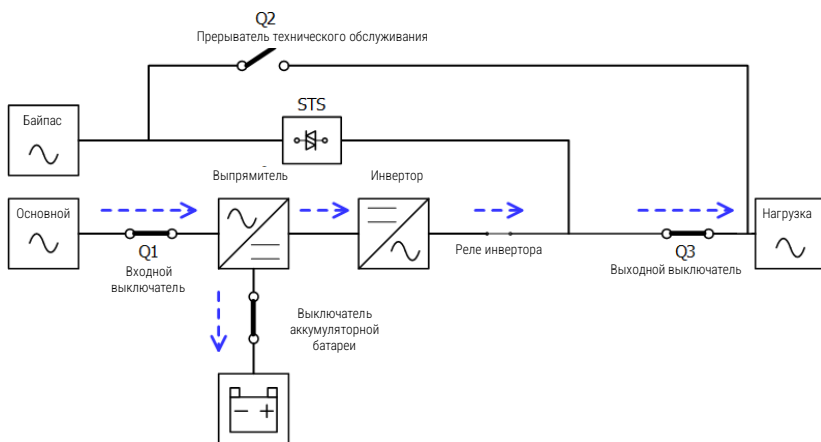 Q2
Прерыватель технического обслуживания
STS
Байпас
Выпрямитель
Инвертор
Основной
Нагрузка
Q1
Входной
выключатель
Реле инвертора
Q3
Выходной выключатель
Выключатель
аккумуляторной
батареи